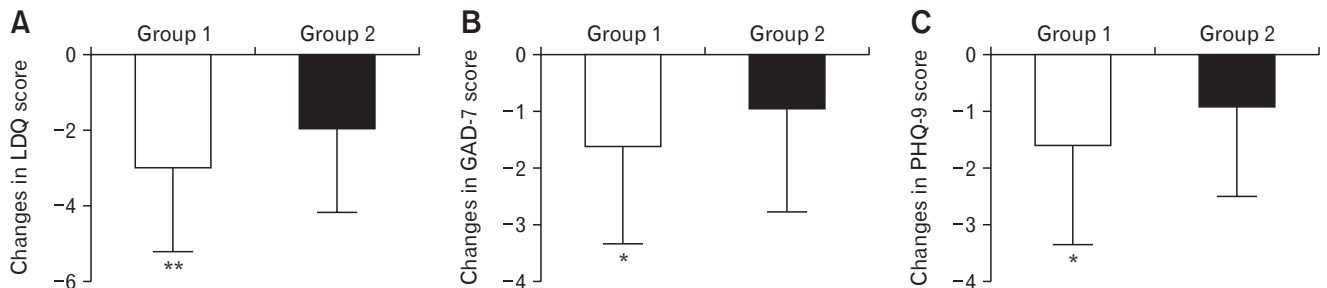 A
Group 1 Group 2
Changes in LDQ score
0
−2
−4
−6
**
B
Group 1 Group 2
Changes in GAD-7 score
0
−1
−2
−3
−4
*
C
Group 1 Group 2
Changes in PHQ-9 score
0
−1
−2
−3
−4
*